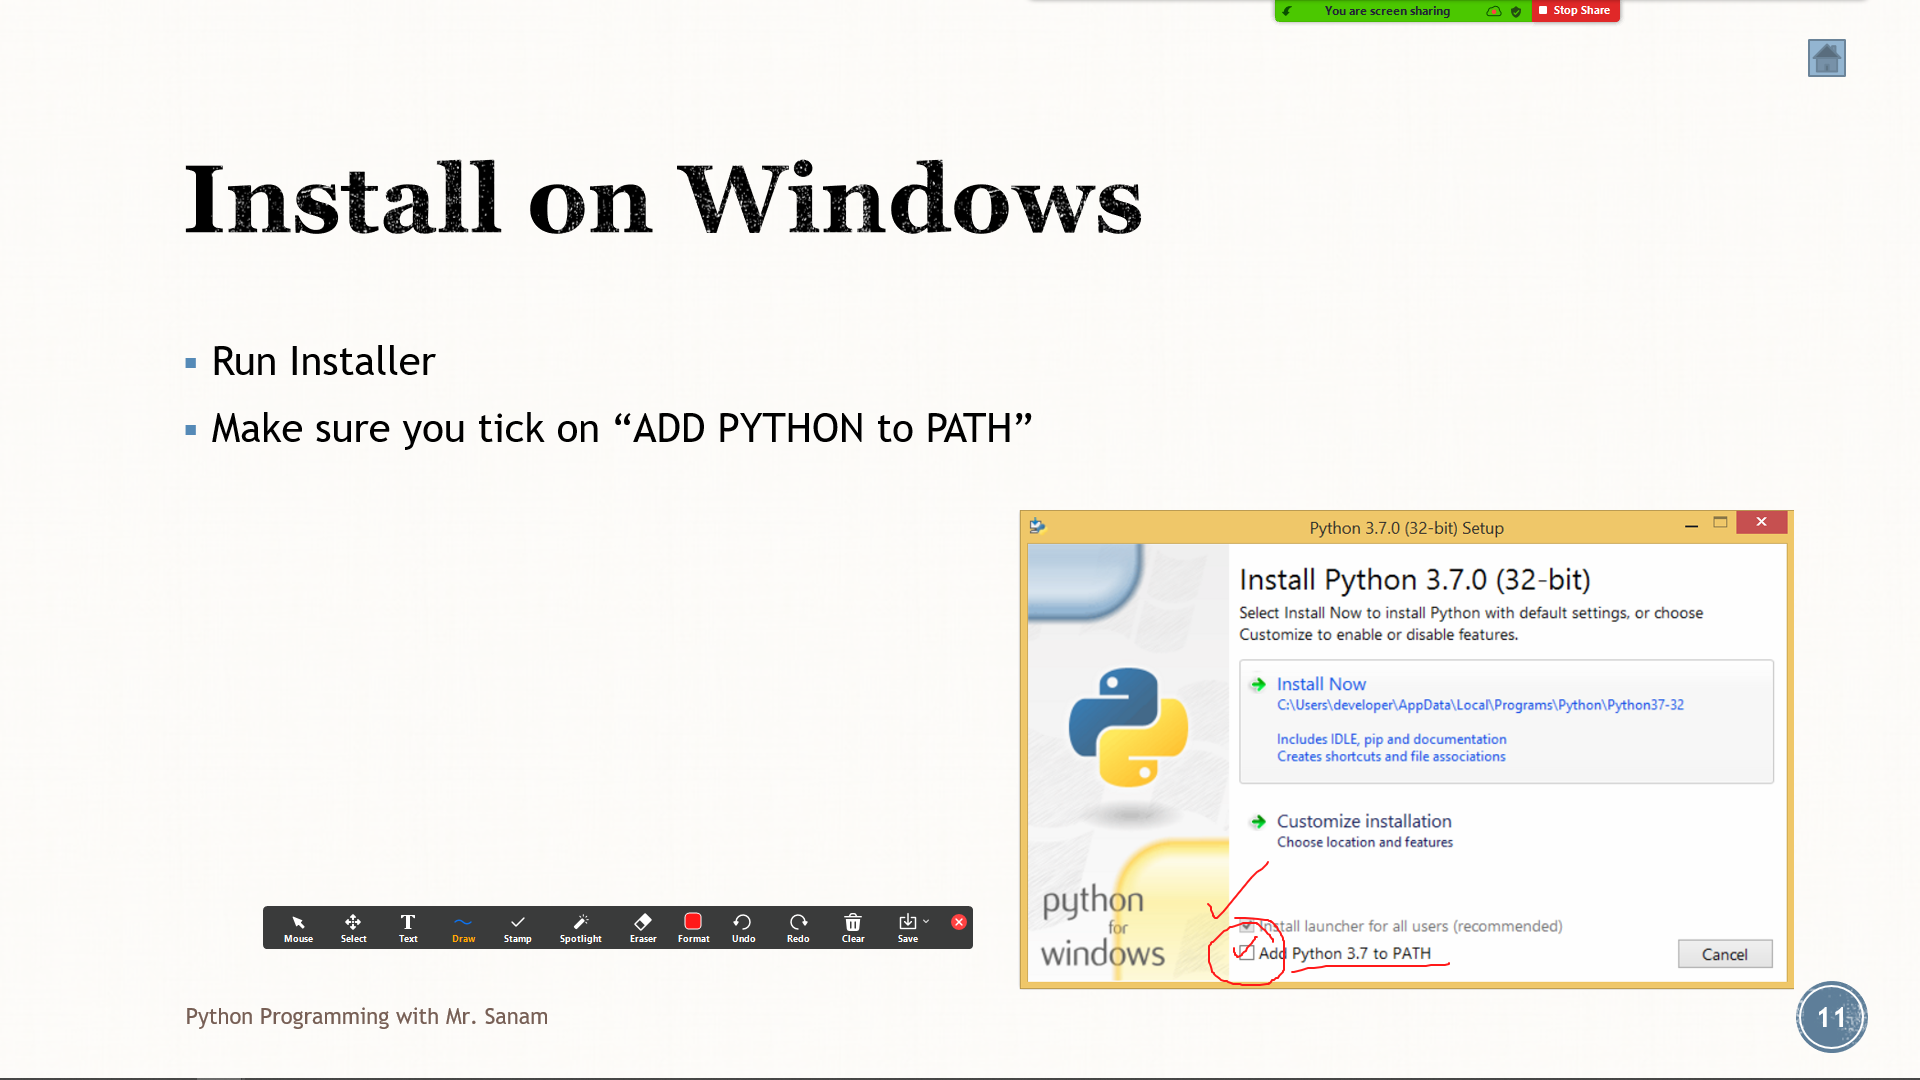 You are screen sharing
Stop Share
Install on Windows
Run Installer
Make sure you tick on “ADD PYTHON to PATH”
Python 3.7.0 (32-bit) Setup
Install Python 3.7.0 (32-bit)
Select Install Now to install Python with default settings, or choose
Customize to enable or disable features.
Install Now
C:\Users\developer\AppData\Local\Programs\Python\Python37-32
Includes IDLE, pip and documentation
Creates shortcuts and file associations
Customize installation
Choose location and features
python
for
windows
Install launcher for all users (recommended)
Add Python 3.7 to PATH
Cancel
Mouse
Select
Text
Draw
Stamp
Spotlight
Eraser
Format
Undo
Redo
Clear
Save
Python Programming with Mr. Sanam
11